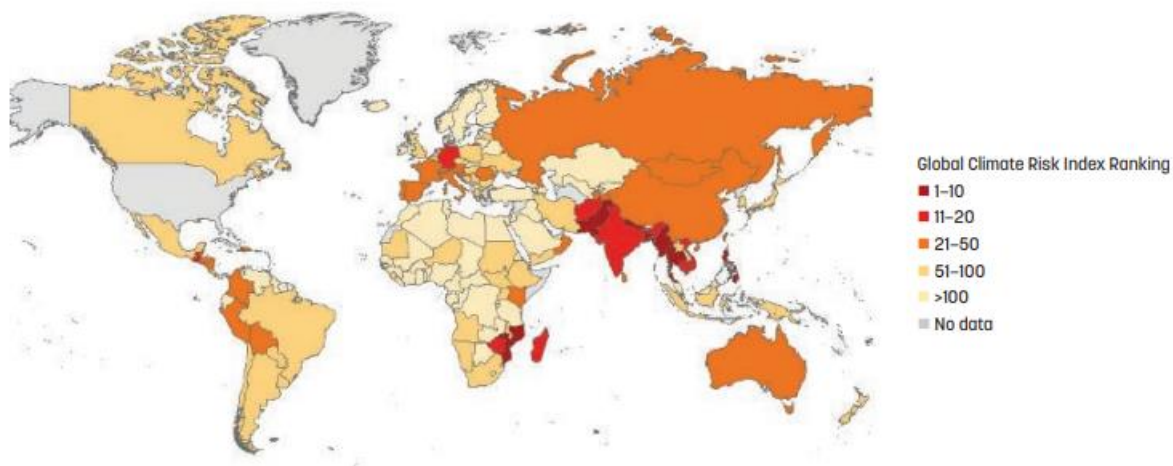 Global Climate Risk Index Ranking
1–10
11–20
21–50
51–100
>100
No data